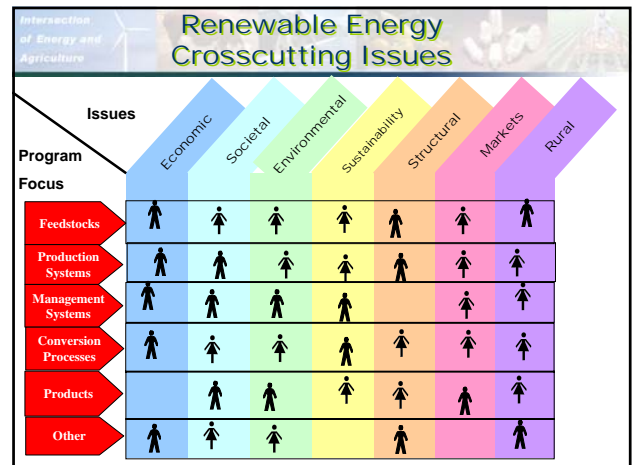 Intersection
of Energy and
Agriculture
Renewable Energy
Crosscutting Issues
Issues
Program
Focus
Economic
Societal
Environmental
Sustainability
Structural
Markets
Rural
Feedstocks
Production
Systems
Management
Systems
Conversion
Processes
Products
Other